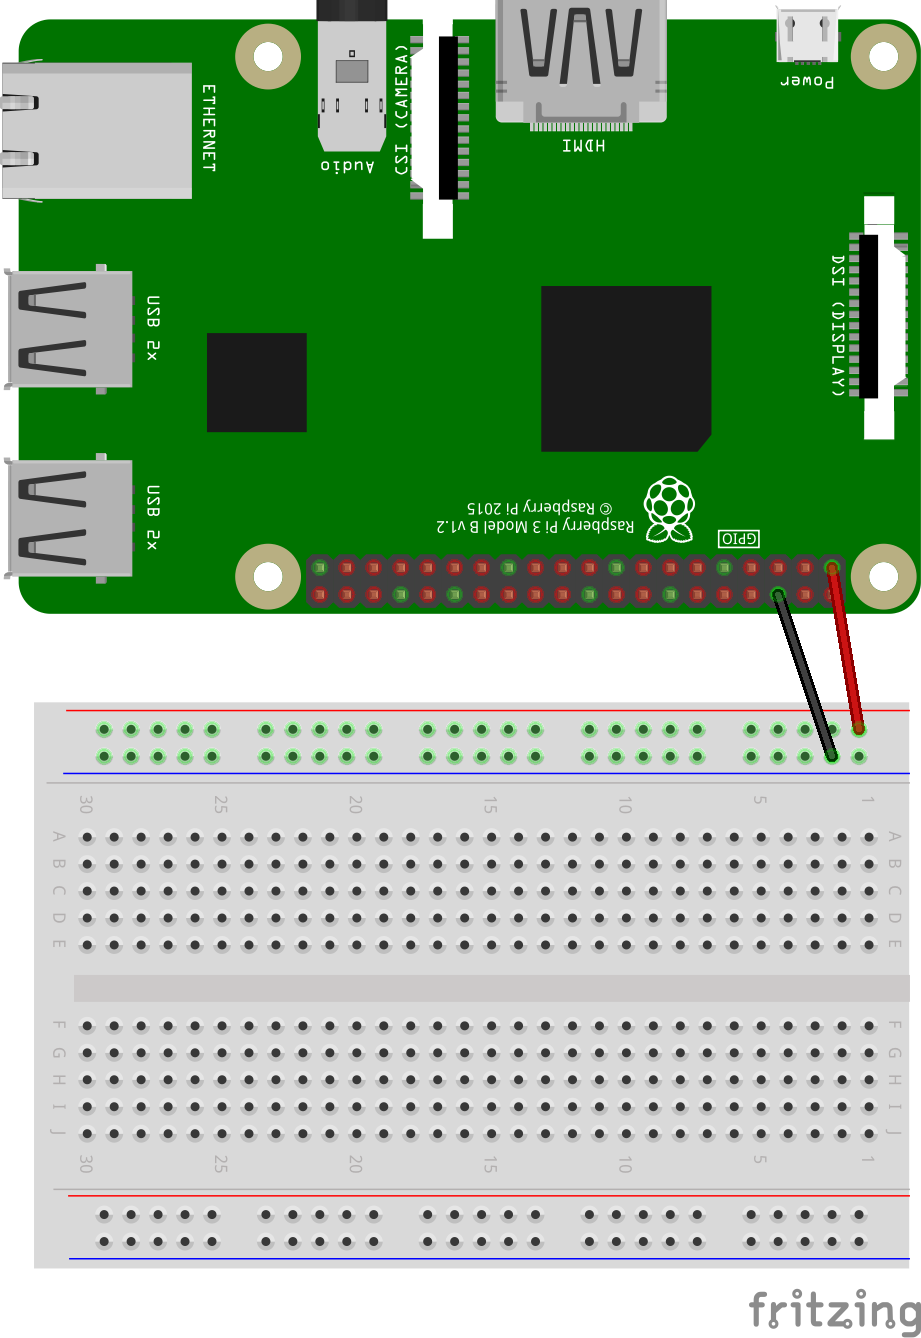 ETHERNET
Audio
CSI (CAMERA)
HDMI
Power
USB 2x
DSI (DISPLAY)
USB 2x
© Raspberry Pi 2015
Raspberry Pi 3 Model B v1.2
GPIO
30 25 20 15 10 5 1
A A
B B
C C
D D
E E
F F
G G
H H
I I
J J
30 25 20 15 10 5 1
fritzing